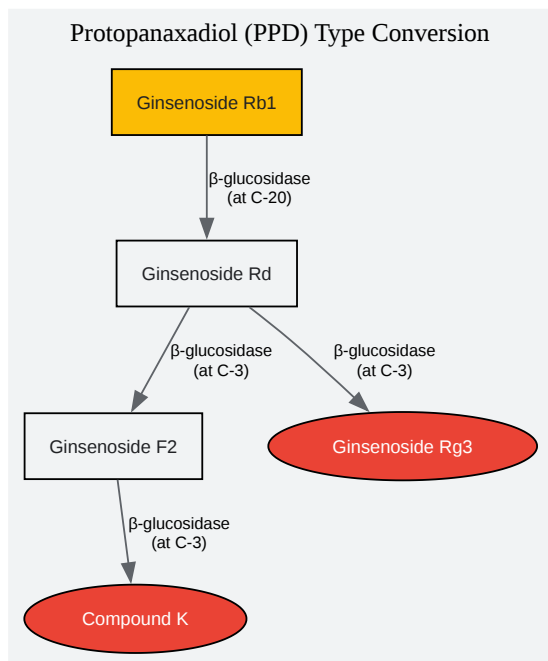 Protopanaxadiol (PPD) Type Conversion
Ginsenoside Rb1
β-glucosidase
(at C-20)
Ginsenoside Rd
β-glucosidase
(at C-3)
β-glucosidase
(at C-3)
Ginsenoside F2
Ginsenoside Rg3
β-glucosidase
(at C-3)
Compound K